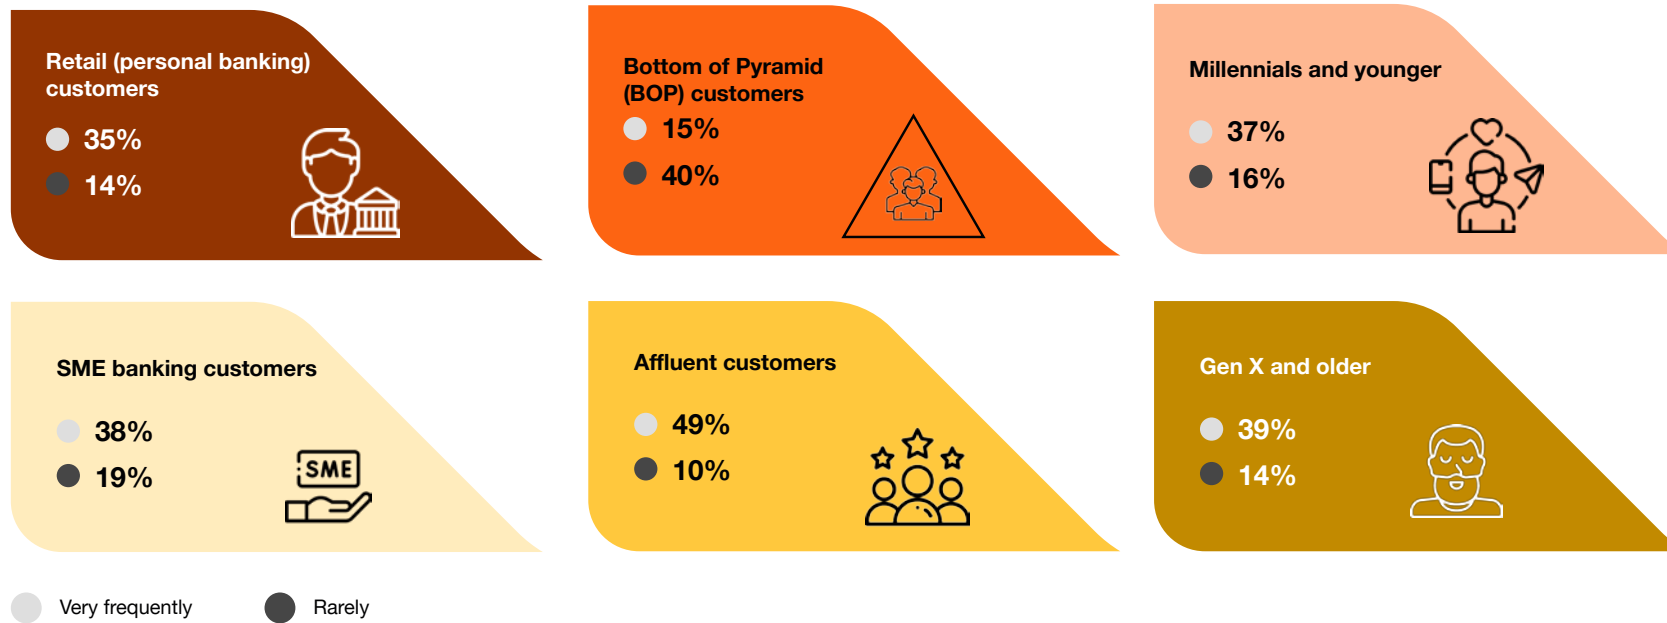 Retail (personal banking)
customers
35%
14%
Bottom of Pyramid
(BOP) customers
15%
40%
Millennials and younger
37%
16%
SME banking customers
38%
19%
SME
Affluent customers
49%
10%
Gen X and older
39%
14%
Very frequently
Rarely